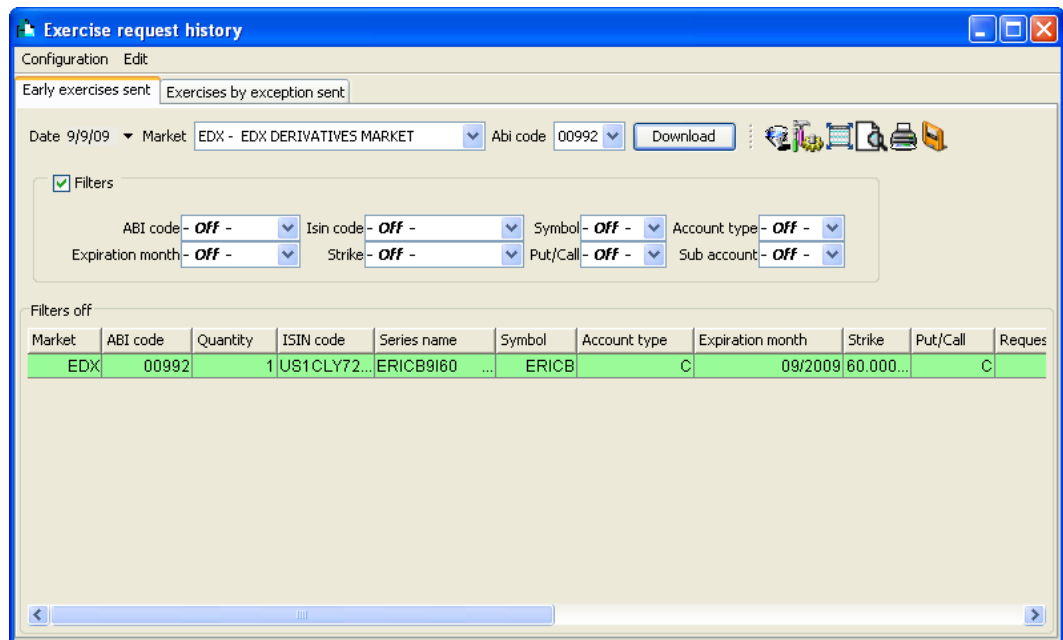 Exercise request history
Configuration Edit
Early exercises sent Exercises by exception sent
Date 9/9/09 Market EDX - EDX DERIVATIVES MARKET Abi code 00992 Download
Filters
ABI code - Off - Isin code - Off - Symbol - Off - Account type - Off -
Expiration month - Off - Strike - Off - Put/Call - Off - Sub account - Off -
Filters off
Market ABI code Quantity ISIN code Series name Symbol Account type Expiration month Strike Put/Call Reques
EDX 00992 1 US1CLY72... ERICB9I60 ... ERICB C 09/2009 60.000... C